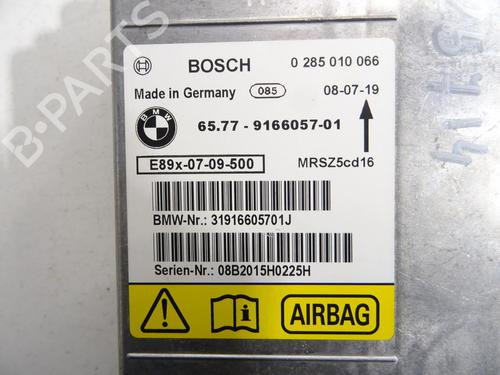 BOSCH 0 285 010 066
Made in Germany 085 08-07-19
BMW 65.77 - 9166057-01
E89x-07-09-500 MRSZ5cd16
BMW-Nr.: 31916605701J
Serien-Nr.: 08B2015H0225H
AIRBAG
B-PARTS